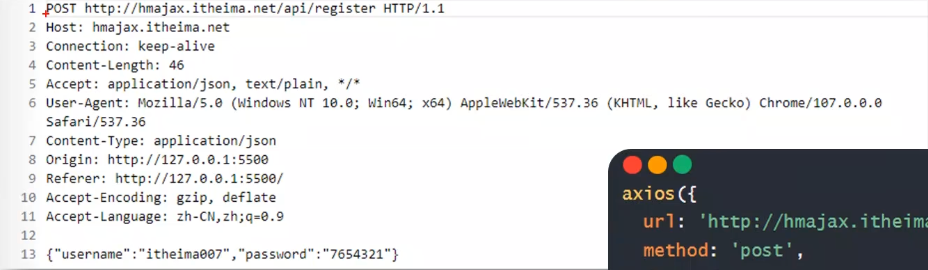 1 POST http://hmajax.itheima.net/api/register HTTP/1.1
2 Host: hmajax.itheima.net
3 Connection: keep-alive
4 Content-Length: 46
5 Accept: application/json, text/plain, */*
6 User-Agent: Mozilla/5.0 (Windows NT 10.0; Win64; x64) AppleWebKit/537.36 (KHTML, like Gecko) Chrome/107.0.0.0
Safari/537.36
7 Content-Type: application/json
8 Origin: http://127.0.0.1:5500
9 Referer: http://127.0.0.1:5500/
10 Accept-Encoding: gzip, deflate
11 Accept-Language: zh-CN,zh;q=0.9
12
13 {"username":"itheima007","password":"7654321"}
axios({
url: 'http://hmajax.itheima
method: 'post',